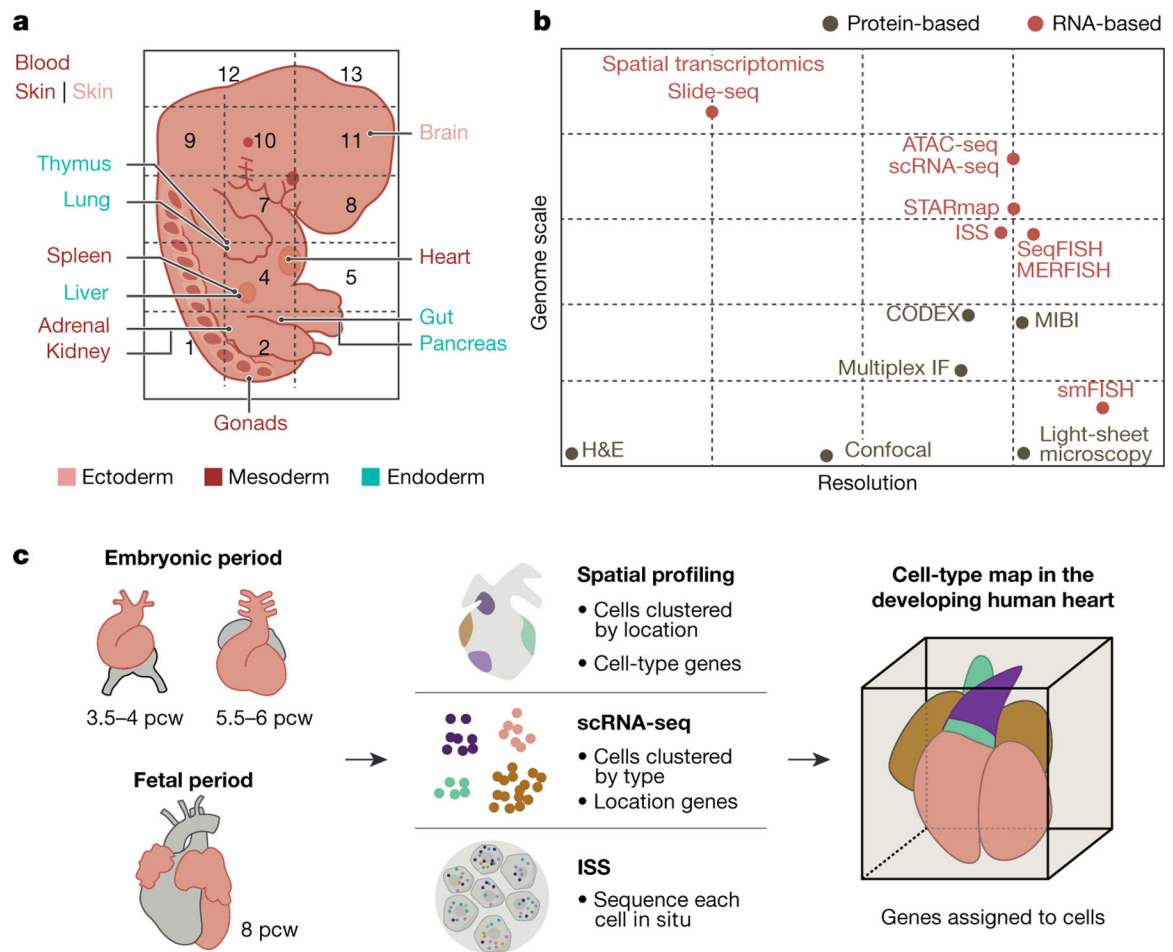 a
Blood
Skin | Skin
12
13
9
10
11
Brain
Thymus
Lung
7
8
Spleen
Heart
4
5
Liver
Adrenal
Gut
Kidney
1
2
Pancreas
Gonads
Ectoderm
Mesoderm
Endoderm
b
Protein-based
RNA-based
Spatial transcriptomics
Slide-seq
ATAC-seq
scRNA-seq
STARmap
ISS
SeqFISH
MERFISH
CODEX
MIBI
Multiplex IF
smFISH
H&E
Confocal
Light-sheet
microscopy
Genome scale
Resolution
c
Embryonic period
3.5–4 pcw
5.5–6 pcw
Fetal period
8 pcw
Spatial profiling
• Cells clustered
by location
• Cell-type genes
scRNA-seq
• Cells clustered
by type
• Location genes
ISS
• Sequence each
cell in situ
Cell-type map in the
developing human heart
Genes assigned to cells